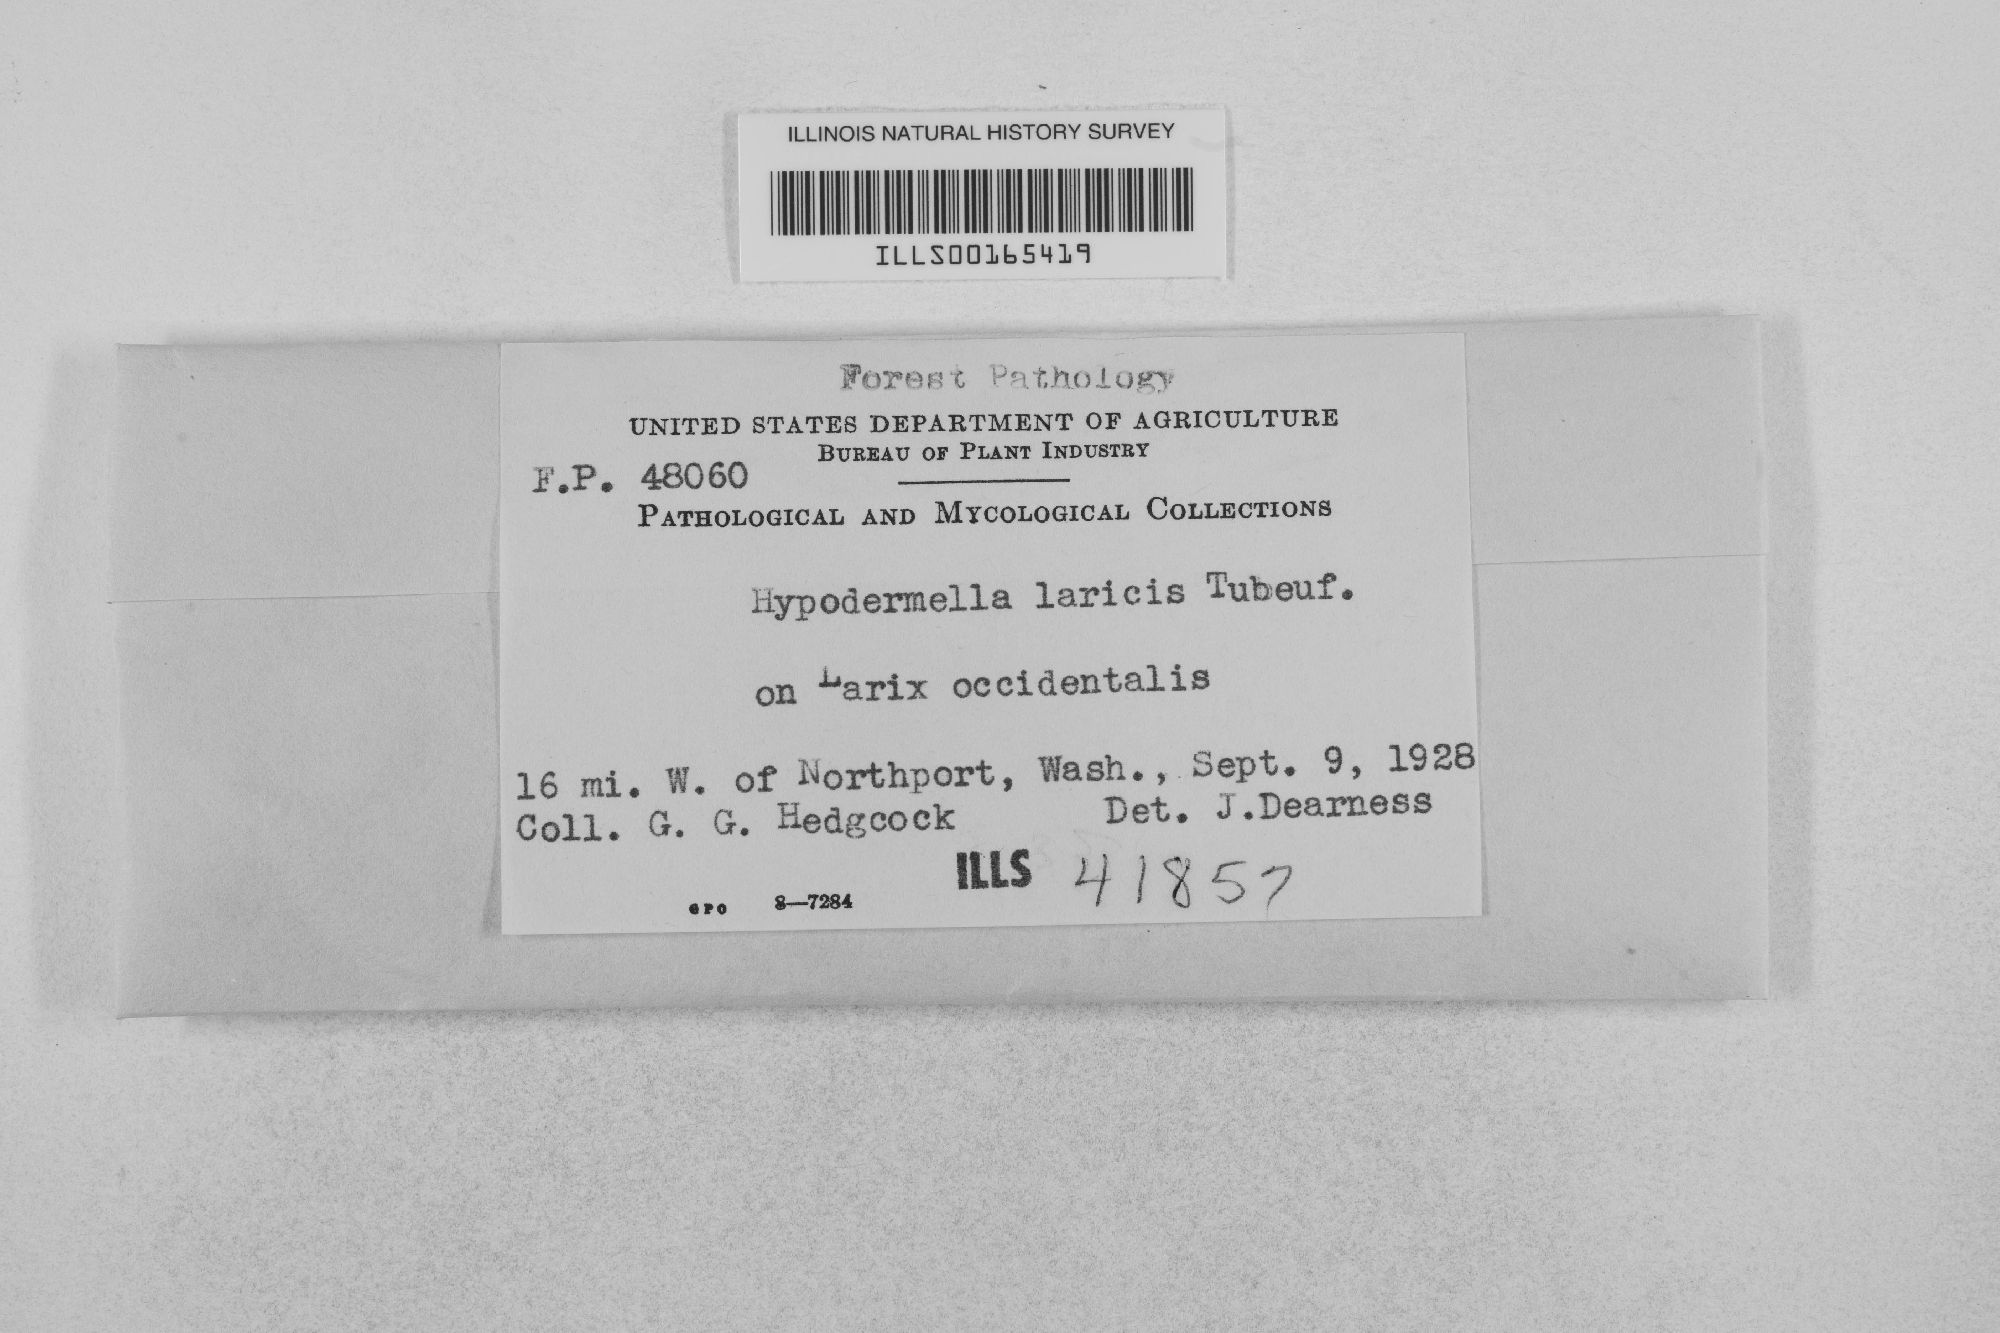 ILLINOIS NATURAL HISTORY SURVEY
ILLS00165419
Forest Pathology
UNITED STATES DEPARTMENT OF AGRICULTURE
BUREAU OF PLANT INDUSTRY
F.P. 48060
PATHOLOGICAL AND MYCOLOGICAL COLLECTIONS
Hypodermella laricis Tubeuf.
on Larix occidentalis
16 mi. W. of Northport, Wash., Sept. 9, 1928
Coll. G. G. Hedgcock Det. J.Dearness
ILLS 41857
GPO 8—7284